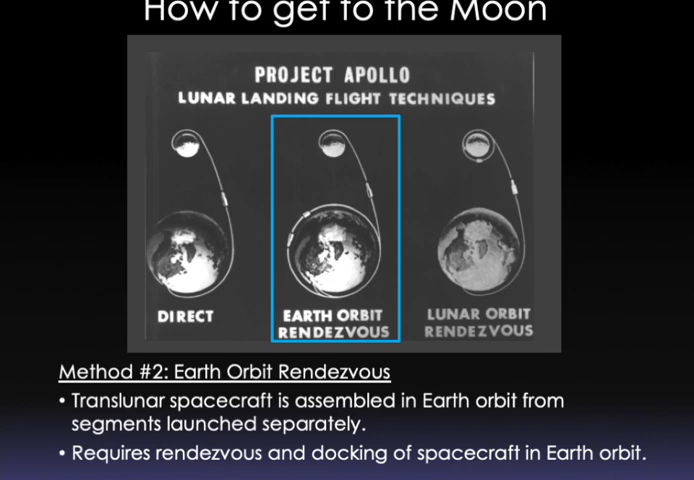 How to get to the Moon
PROJECT APOLLO
LUNAR LANDING FLIGHT TECHNIQUES
DIRECT
EARTH ORBIT
RENDEZVOUS
LUNAR ORBIT
RENDEZVOUS
Method #2: Earth Orbit Rendezvous
• Translunar spacecraft is assembled in Earth orbit from
segments launched separately.
• Requires rendezvous and docking of spacecraft in Earth orbit.